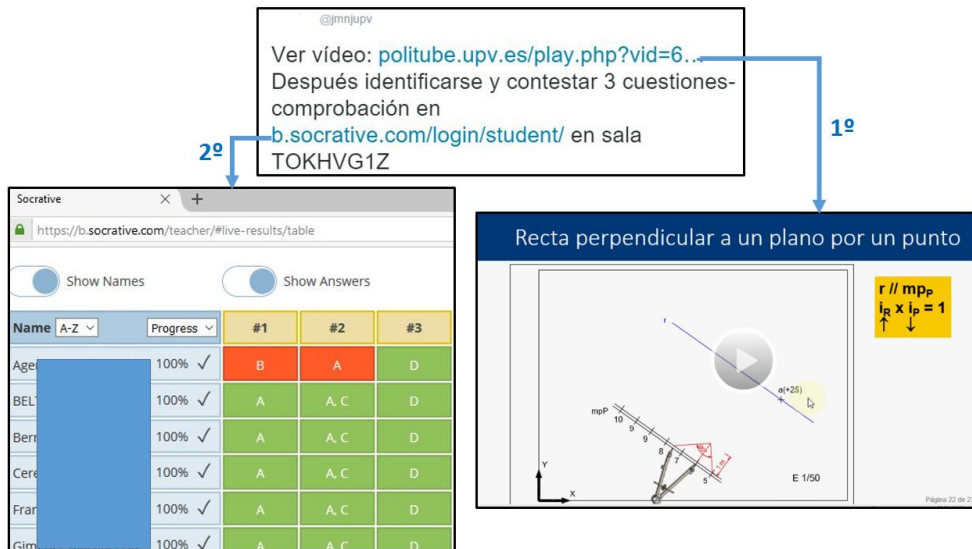 @jmnjupv
Ver vídeo: politube.upv.es/play.php?vid=6...
Después identificarse y contestar 3 cuestiones-
comprobación en
b.socrative.com/login/student/ en sala
TOKHVG1Z
1º
2º
Socrative
https://b.socrative.com/teacher/#live-results/table
Show Names Show Answers
Name A-Z Progress #1 #2 #3
Age 100% B A D
BEL 100% A A, C D
Ber 100% A A, C D
Cere 100% A A, C D
Fran 100% A A, C D
Gim 100% A A, C D
Recta perpendicular a un plano por un punto
r // mpP
iR x iP = 1
↑ ↓
r
a(+25)
mpP
10
9
9
8
7
5
1 m
Y
X
E 1/50
Página 22 de 2